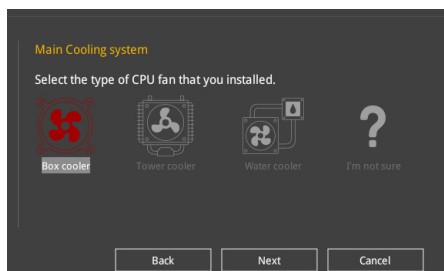 Main Cooling system
Select the type of CPU fan that you installed.
Box cooler
Tower cooler
Water cooler
I'm not sure
Back
Next
Cancel